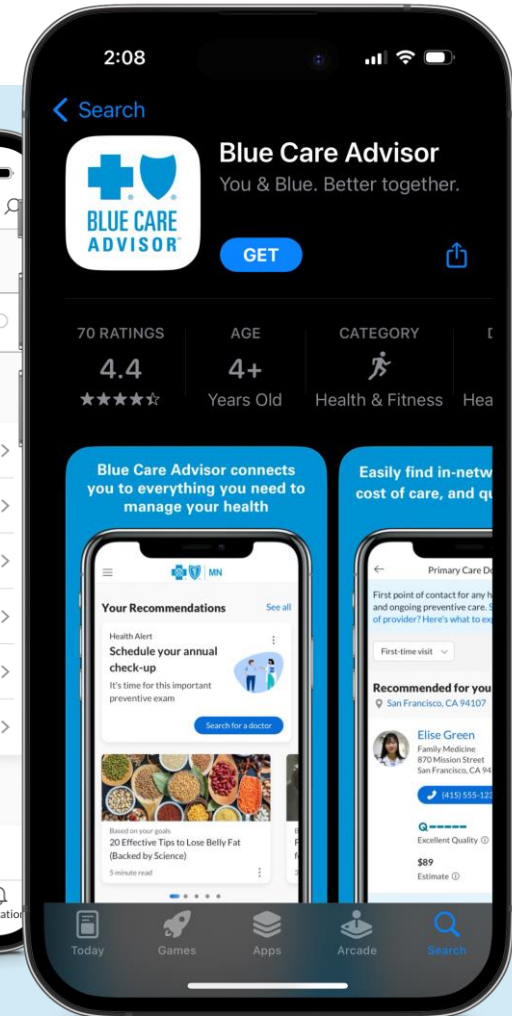 2:08
Search
BLUE CARE
ADVISOR
Blue Care Advisor
You & Blue. Better together.
GET
70 RATINGS
4.4
AGE
4+
Years Old
CATEGORY
Health & Fitness
Blue Care Advisor connects
you to everything you need to
manage your health
MN
Your Recommendations
See all
Health Alert
Schedule your annual
check-up
It's time for this important
preventive exam
Search for a doctor
Based on your goals
20 Effective Tips to Lose Belly Fat
(Backed by Science)
5 minute read
Easily find in-netw
cost of care, and qu
Primary Care Do
First point of contact for any h
and ongoing preventive care.
of provider? Here's what to ex
First-time visit
Recommended for you
San Francisco, CA 94107
Elise Green
Family Medicine
870 Mission Street
San Francisco, CA 94
(415) 555-123
Excellent Quality
$89
Estimate
Today
Games
Apps
Arcade
Search